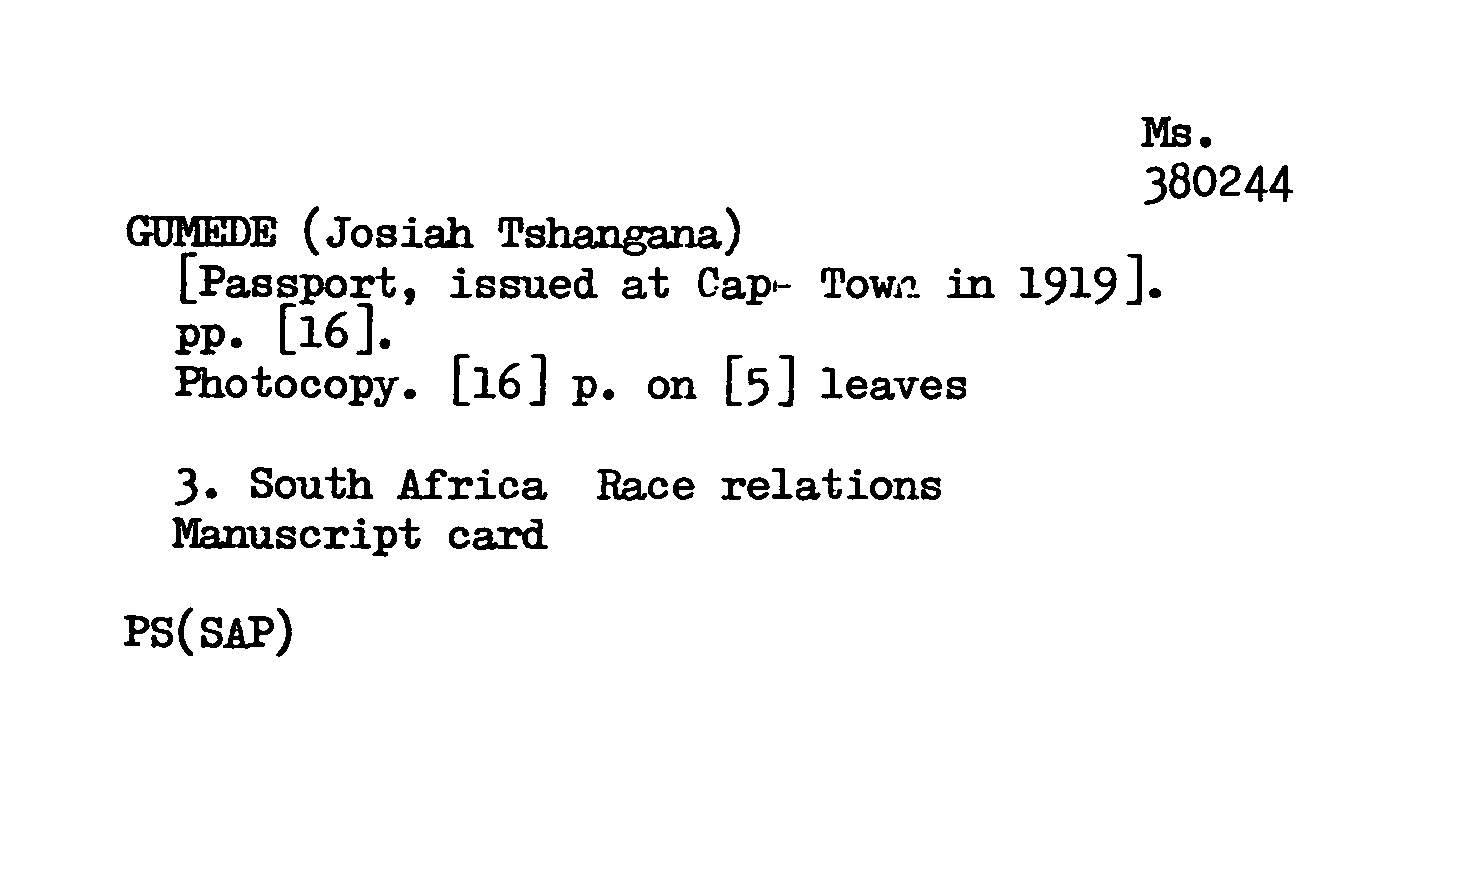 Ms.
380244
GUMEDE (Josiah Tshangana)
[Passport, issued at Cape Town in 1919].
pp. [16].
Photocopy. [16] p. on [5] leaves
3. South Africa Race relations
Manuscript card
PS(SAP)